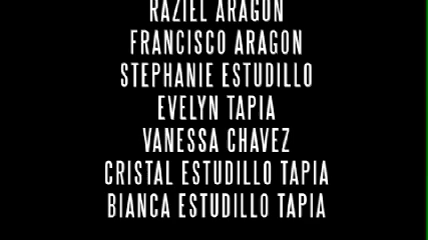 RAZIEL ARAGON
FRANCISCO ARAGON
STEPHANIE ESTUDILLO
EVELYN TAPIA
VANESSA CHAVEZ
CRISTAL ESTUDILLO TAPIA
BIANCA ESTUDILLO TAPIA